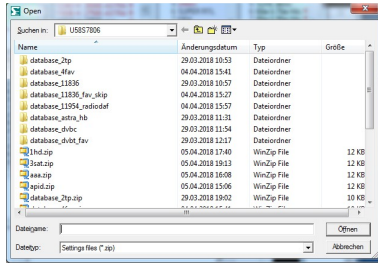 Open
Suchen in: U58S7806
Name Änderungsdatum Typ Größe
database_2tp 29.03.2018 10:53 Dateiordner
database_4fav 04.04.2018 15:41 Dateiordner
database_11836 29.03.2018 10:57 Dateiordner
database_11836_fav_skip 04.04.2018 15:27 Dateiordner
database_11954_radiodaf 04.04.2018 15:57 Dateiordner
database_astra_hb 29.03.2018 11:31 Dateiordner
database_dvbc 29.03.2018 11:54 Dateiordner
database_dvbt_fav 29.03.2018 12:17 Dateiordner
1hd.zip 05.04.2018 17:40 WinZip File 12 KB
3sat.zip 05.04.2018 19:13 WinZip File 12 KB
aaa.zip 05.04.2018 16:08 WinZip File 12 KB
apid.zip 05.04.2018 15:06 WinZip File 12 KB
database_2tp.zip 29.03.2018 19:02 WinZip File 10 KB
Dateiname: Öffnen
Dateityp: Settings files (*.zip) Abbrechen